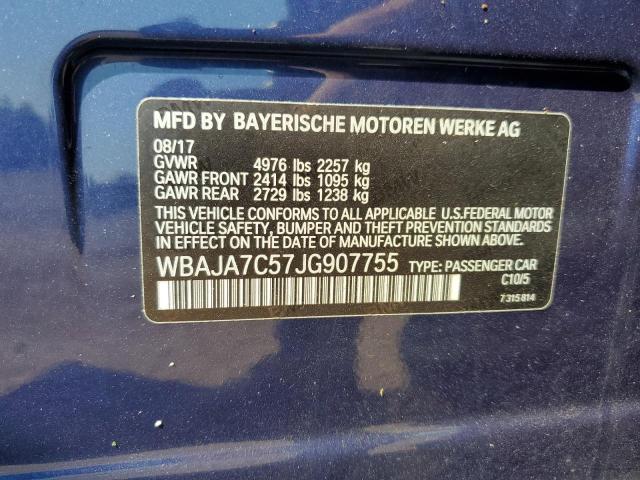 MFD BY BAYERISCHE MOTOREN WERKE AG
08/17
GVWR 4976 lbs 2257 kg
GAWR FRONT 2414 lbs 1095 kg
GAWR REAR 2729 lbs 1238 kg
THIS VEHICLE CONFORMS TO ALL APPLICABLE U.S.FEDERAL MOTOR
VEHICLE SAFETY, BUMPER AND THEFT PREVENTION STANDARDS
IN EFFECT ON THE DATE OF MANUFACTURE SHOWN ABOVE.
WBAJA7C57JG907755 TYPE: PASSENGER CAR
C10/5
7315814